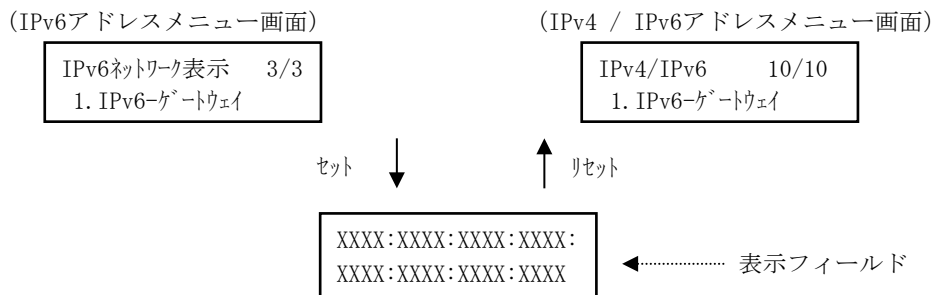 (IPv6アドレスメニュー画面)
(IPv4 / IPv6アドレスメニュー画面)
IPv6ﾈｯﾄﾜｰｸ表示 3/3
1.IPv6-ｹﾞｰﾄｳｪｲ
IPv4/IPv6 10/10
1.IPv6-ｹﾞｰﾄｳｪｲ
ｾｯﾄ
ﾘｾｯﾄ
XXXX:XXXX:XXXX:XXXX:
XXXX:XXXX:XXXX:XXXX
表示フィールド